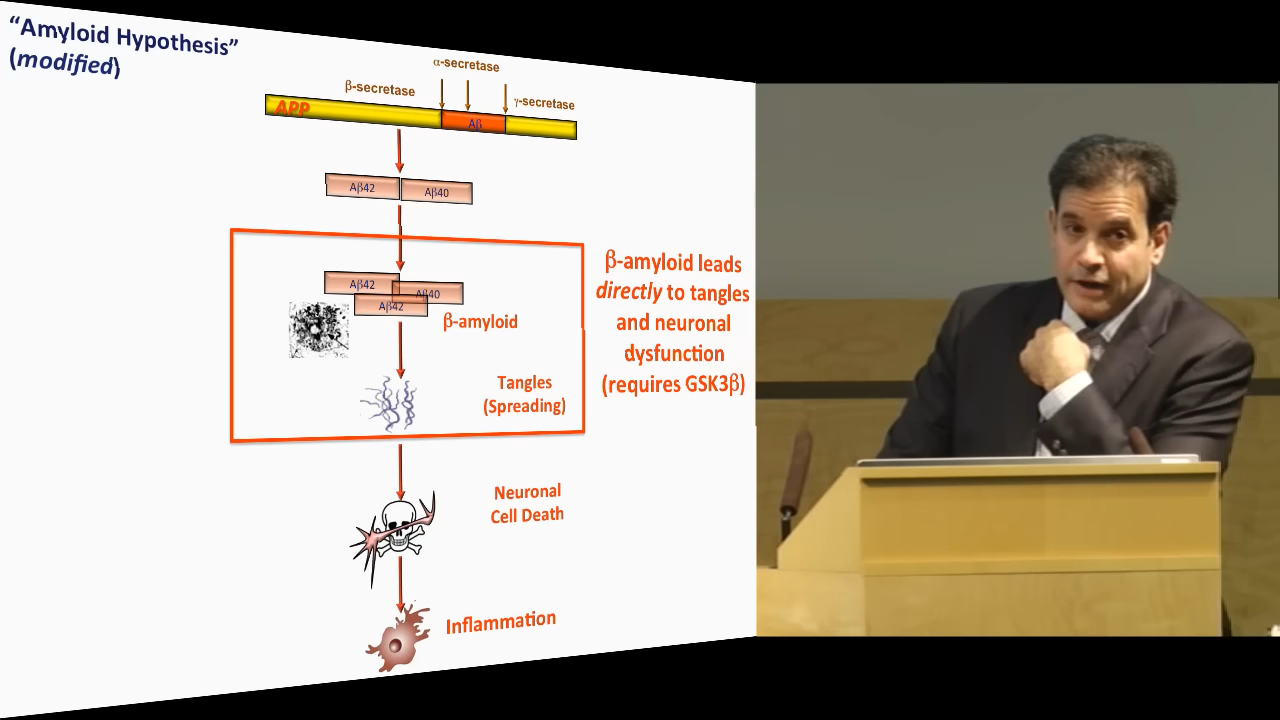 “Amyloid Hypothesis”
(modified)
α-secretase
β-secretase
γ-secretase
APP
Aβ
Aβ42
Aβ40
Aβ42
Aβ40
Aβ42
β-amyloid
Tangles
(Spreading)
β-amyloid leads
directly to tangles
and neuronal
dysfunction
(requires GSK3β)
Neuronal
Cell Death
Inflammation